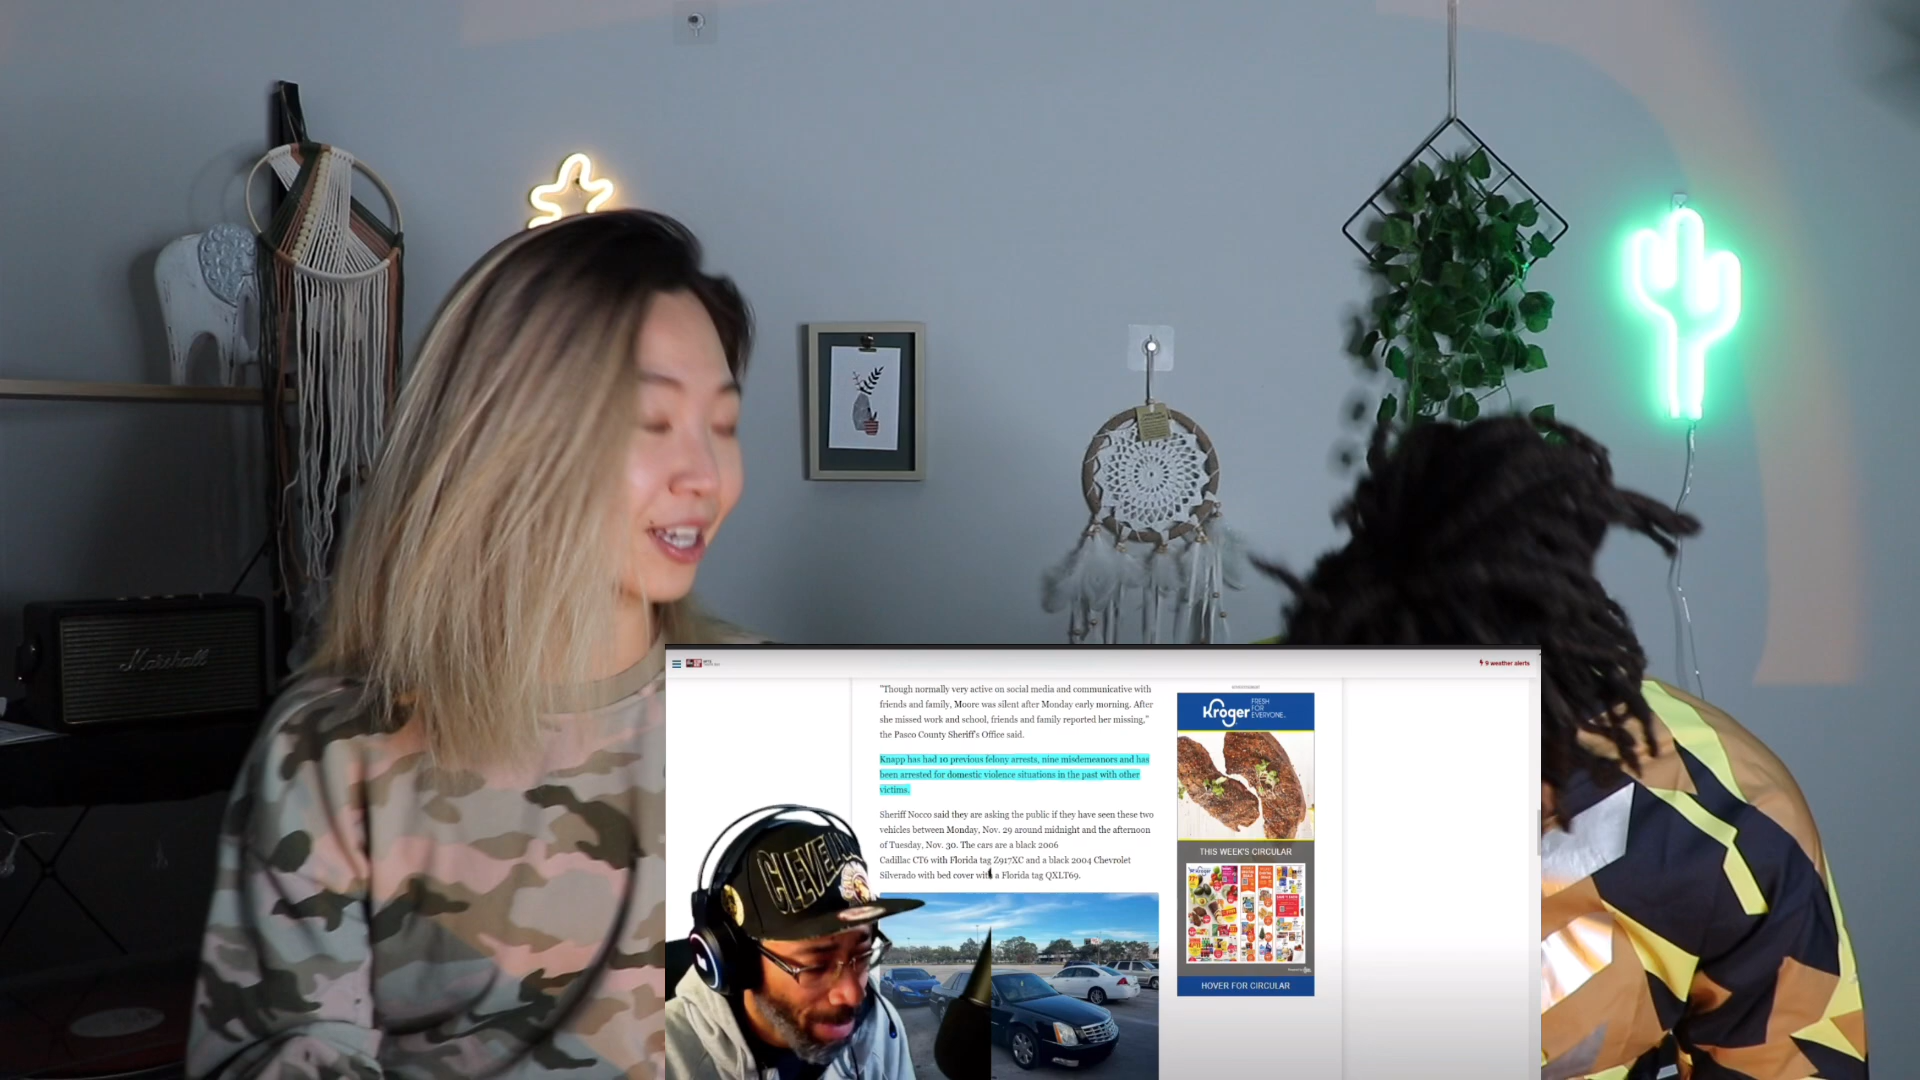 Marshall
9 weather alerts
"Though normally very active on social media and communicative with
friends and family, Moore was silent after Monday early morning. After
she missed work and school, friends and family reported her missing,"
the Pasco County Sheriff's Office said.
Knapp has had 10 previous felony arrests, nine misdemeanors and has
been arrested for domestic violence situations in the past with other
victims.
Sheriff Nocco said they are asking the public if they have seen these two
vehicles between Monday, Nov. 29 around midnight and the afternoon
of Tuesday, Nov. 30. The cars are a black 2006
Cadillac CT6 with Florida tag Z917XC and a black 2004 Chevrolet
Silverado with bed cover with a Florida tag QXLT69.
Kroger
FRESH
FOR
EVERYONE.
THIS WEEK'S CIRCULAR
HOVER FOR CIRCULAR